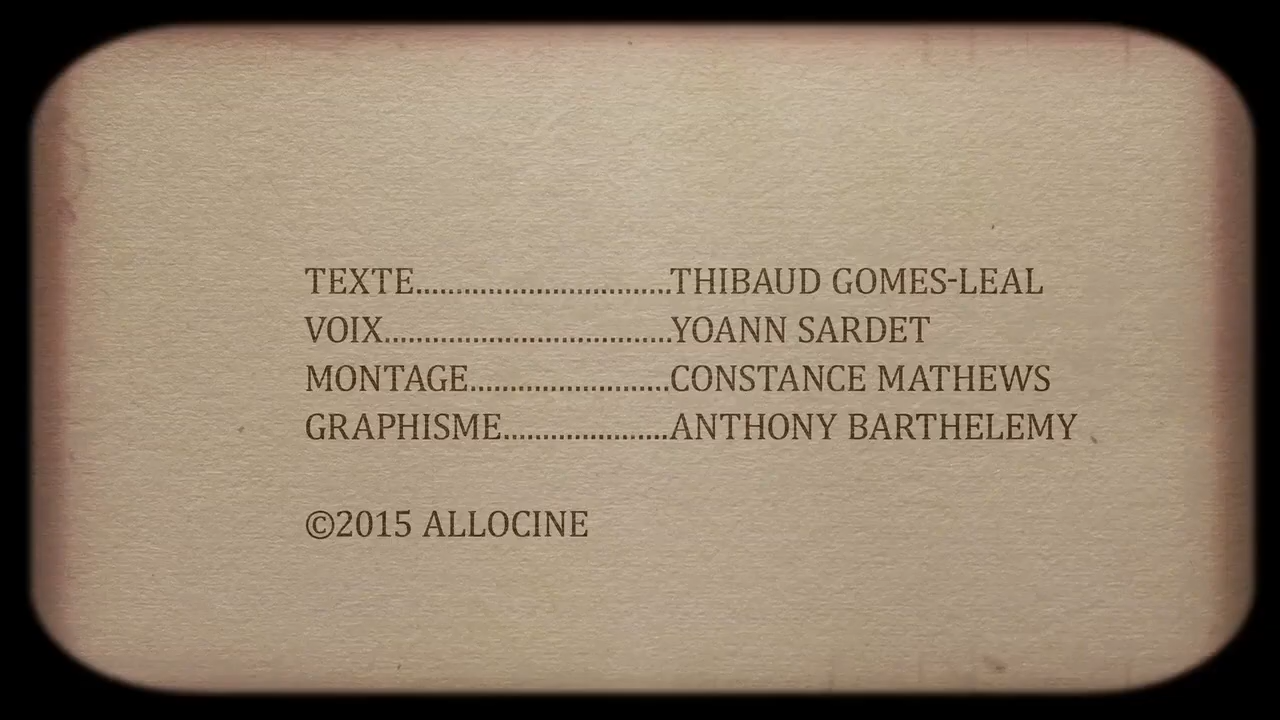 TEXTE................................THIBAUD GOMES-LEAL
VOIX....................................YOANN SARDET
MONTAGE.........................CONSTANCE MATHEWS
GRAPHISME.....................ANTHONY BARTHELEMY
©2015 ALLOCINE